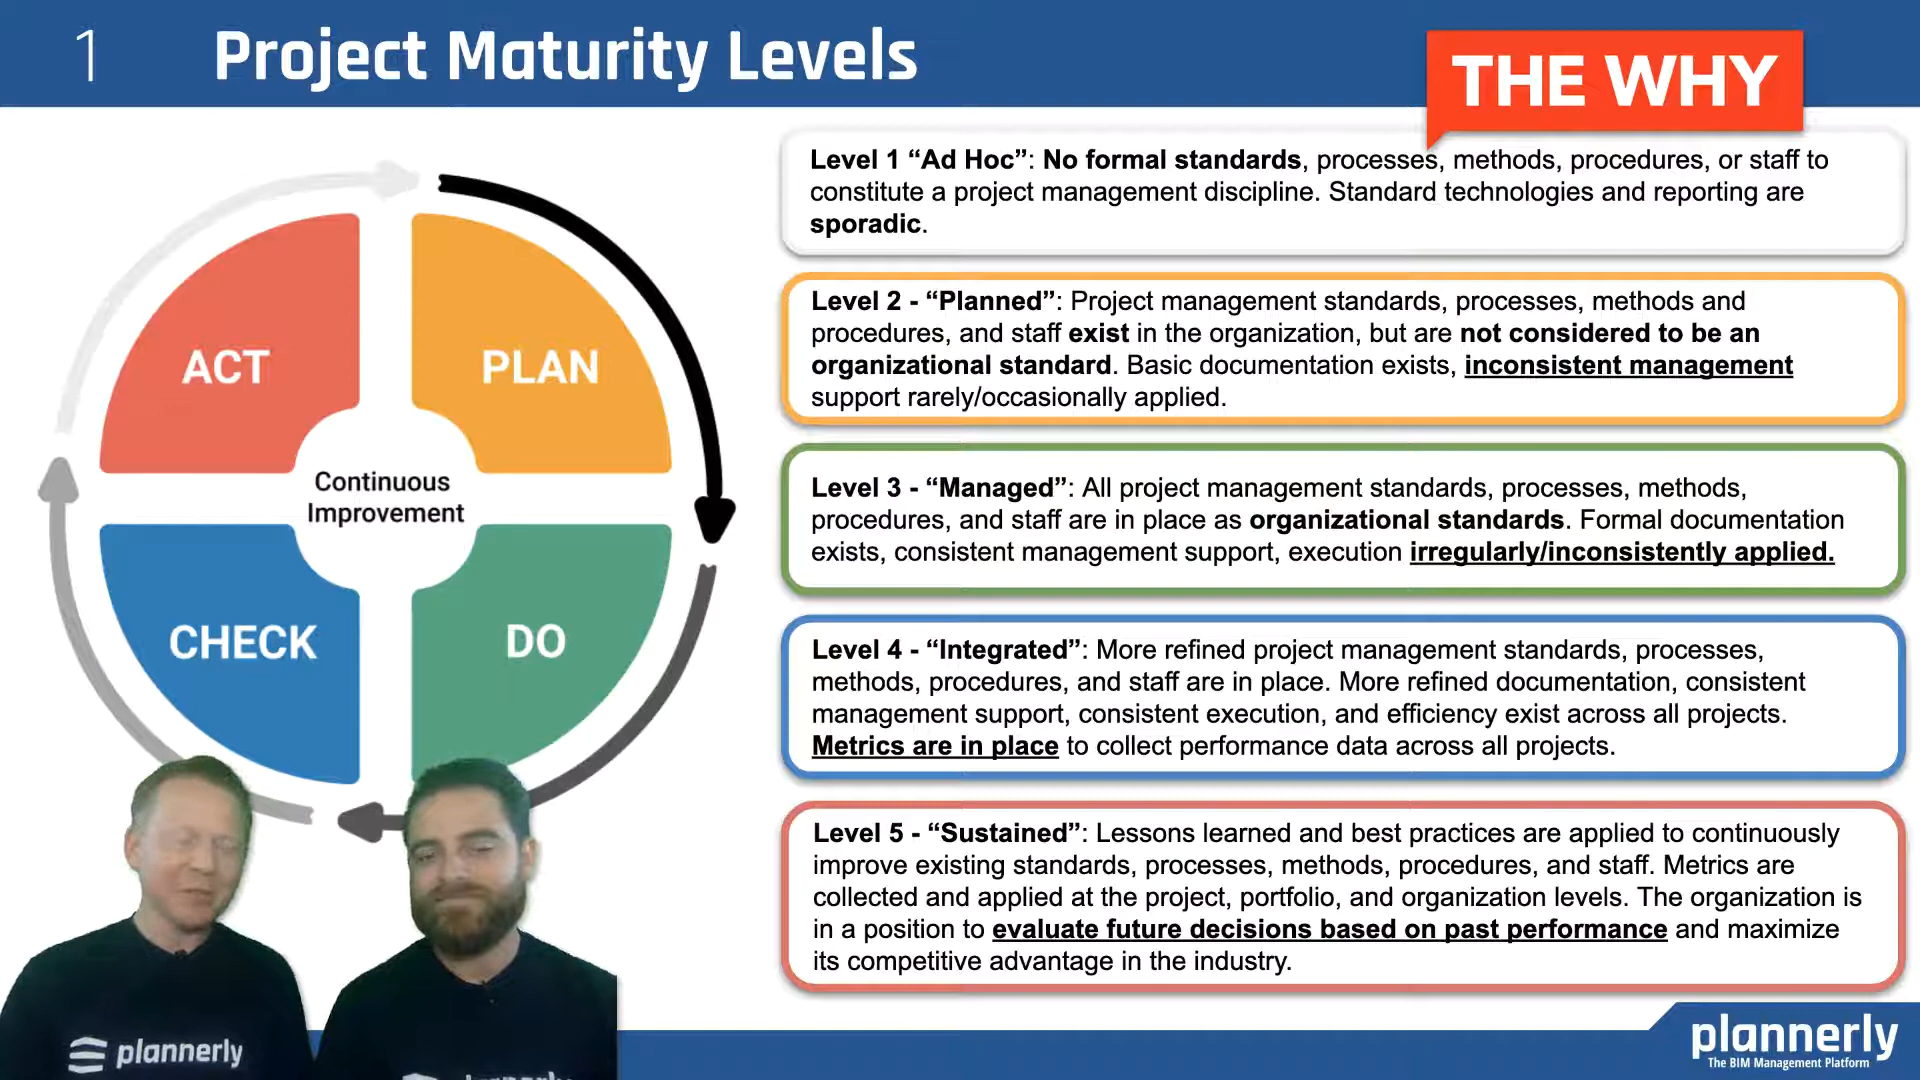 1
Project Maturity Levels
THE WHY
Level 1 “Ad Hoc”: No formal standards, processes, methods, procedures, or staff to
constitute a project management discipline. Standard technologies and reporting are
sporadic.
Level 2 - “Planned”: Project management standards, processes, methods and
procedures, and staff exist in the organization, but are not considered to be an
organizational standard. Basic documentation exists, inconsistent management
support rarely/occasionally applied.
Level 3 - “Managed”: All project management standards, processes, methods,
procedures, and staff are in place as organizational standards. Formal documentation
exists, consistent management support, execution irregularly/inconsistently applied.
Level 4 - “Integrated”: More refined project management standards, processes,
methods, procedures, and staff are in place. More refined documentation, consistent
management support, consistent execution, and efficiency exist across all projects.
Metrics are in place to collect performance data across all projects.
Level 5 - “Sustained”: Lessons learned and best practices are applied to continuously
improve existing standards, processes, methods, procedures, and staff. Metrics are
collected and applied at the project, portfolio, and organization levels. The organization is
in a position to evaluate future decisions based on past performance and maximize
its competitive advantage in the industry.
ACT
PLAN
Continuous
Improvement
CHECK
DO
plannerly
plannerly
The BIM Management Platform